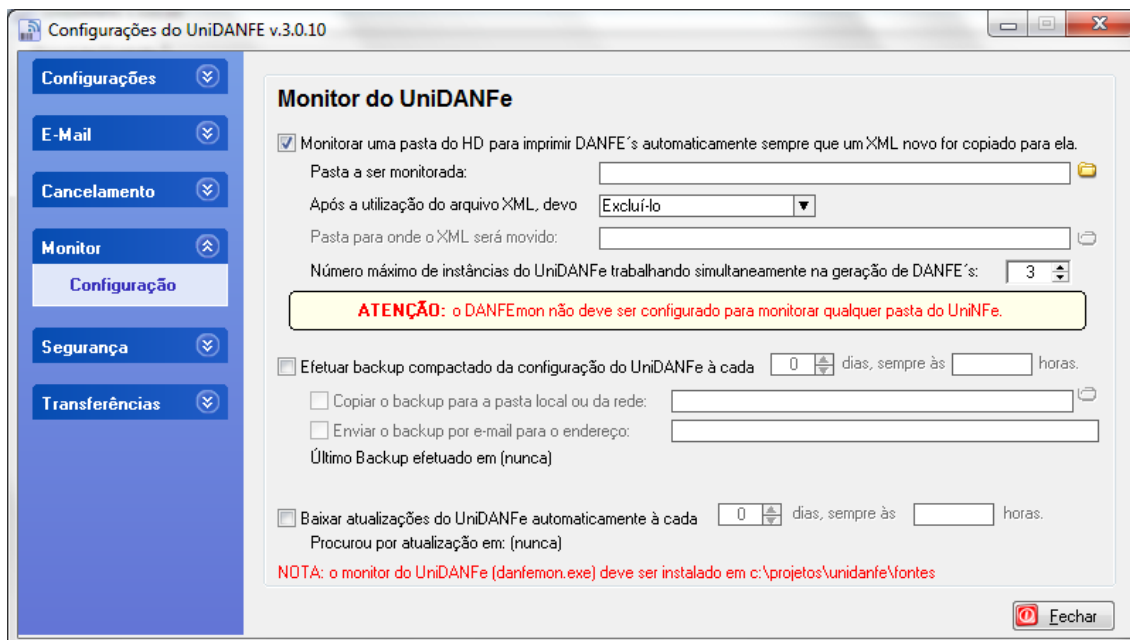 Configurações do UniDANFE v.3.0.10
Configurações
E-Mail
Cancelamento
Monitor
Configuração
Segurança
Transferências
Monitor do UniDANFe
Monitorar uma pasta do HD para imprimir DANFE´s automaticamente sempre que um XML novo for copiado para ela.
Pasta a ser monitorada:
Após a utilização do arquivo XML, devo Excluí-lo
Pasta para onde o XML será movido:
Número máximo de instâncias do UniDANFe trabalhando simultaneamente na geração de DANFE´s: 3
ATENÇÃO: o DANFEmon não deve ser configurado para monitorar qualquer pasta do UniNFe.
Efetuar backup compactado da configuração do UniDANFe à cada 0 dias, sempre às horas.
Copiar o backup para a pasta local ou da rede:
Enviar o backup por e-mail para o endereço:
Último Backup efetuado em (nunca)
Baixar atualizações do UniDANFe automaticamente à cada 0 dias, sempre às horas.
Procurou por atualização em: (nunca)
NOTA: o monitor do UniDANFe (danfemon.exe) deve ser instalado em c:\projetos\unidanfe\fontes
Fechar